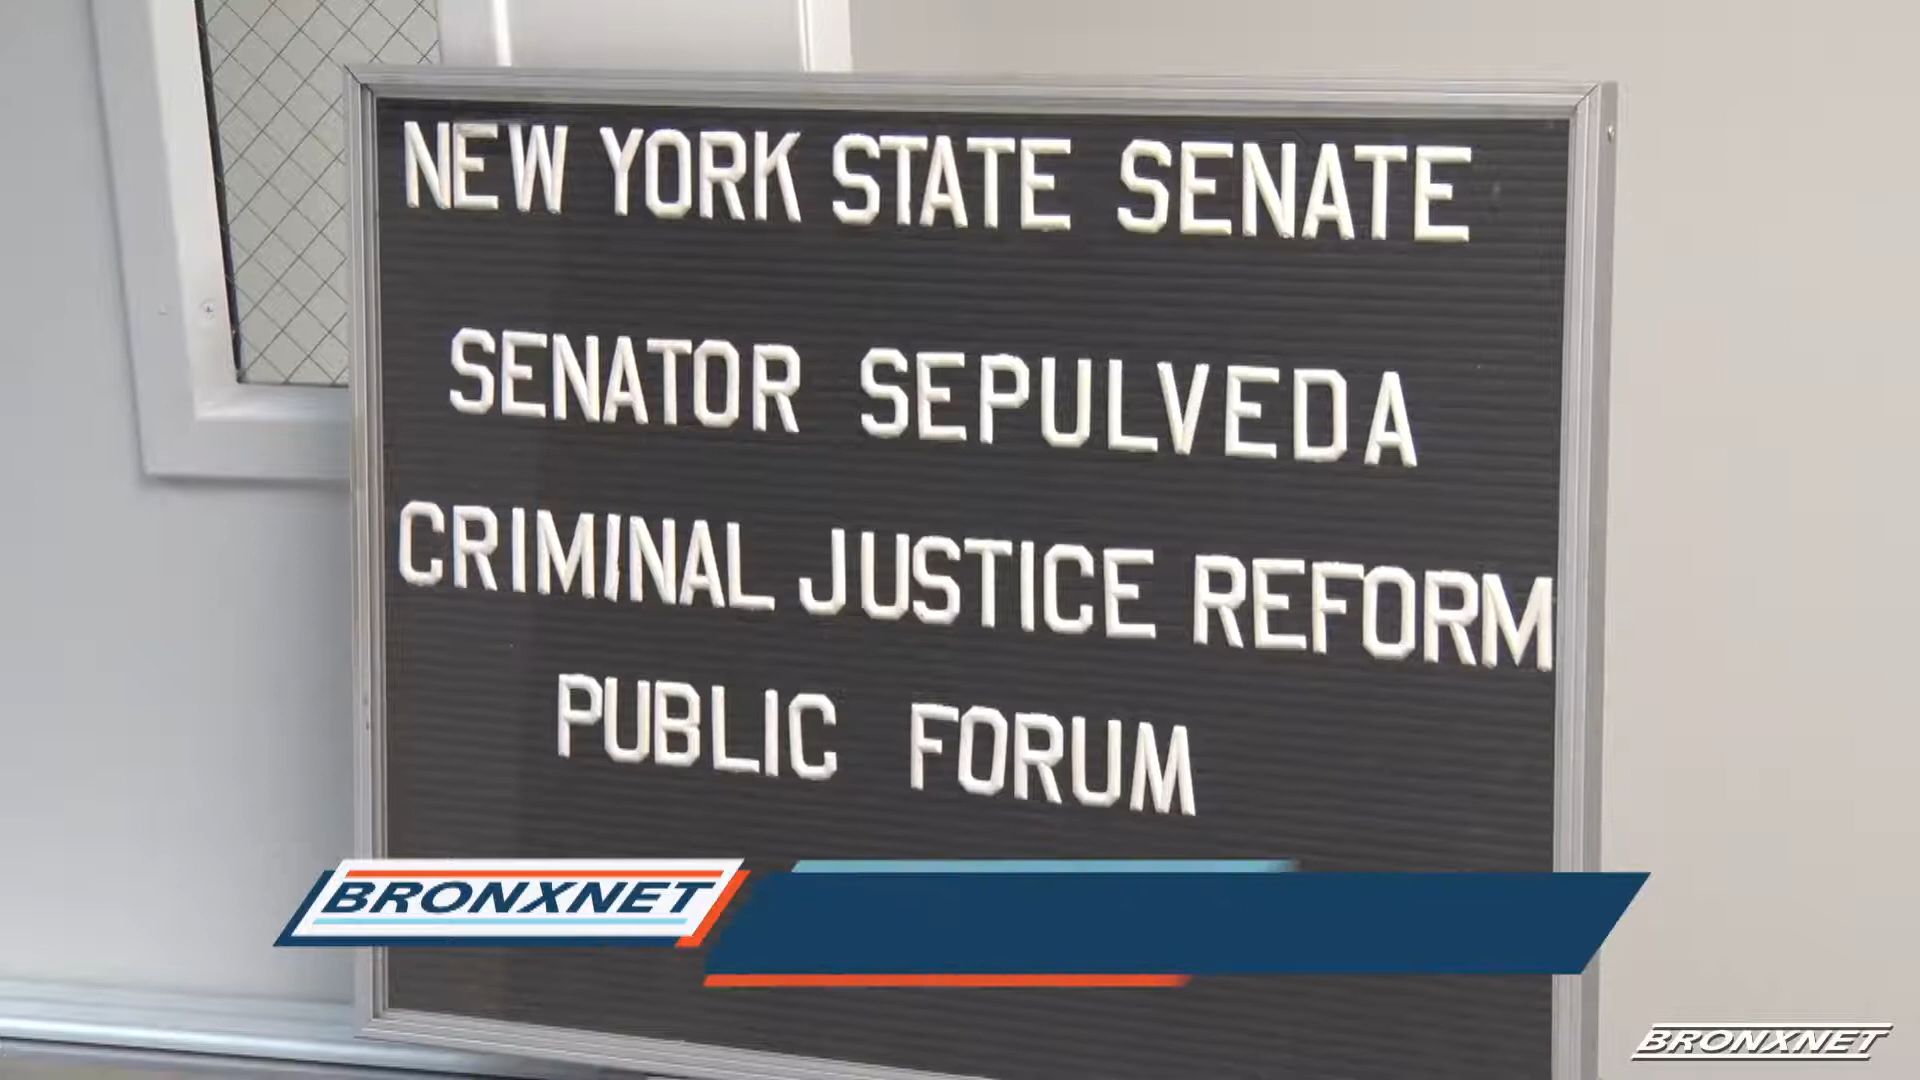 NEW YORK STATE SENATE
SENATOR SEPULVEDA
CRIMINAL JUSTICE REFORM
PUBLIC FORUM
BRONXNET
BRONXNET